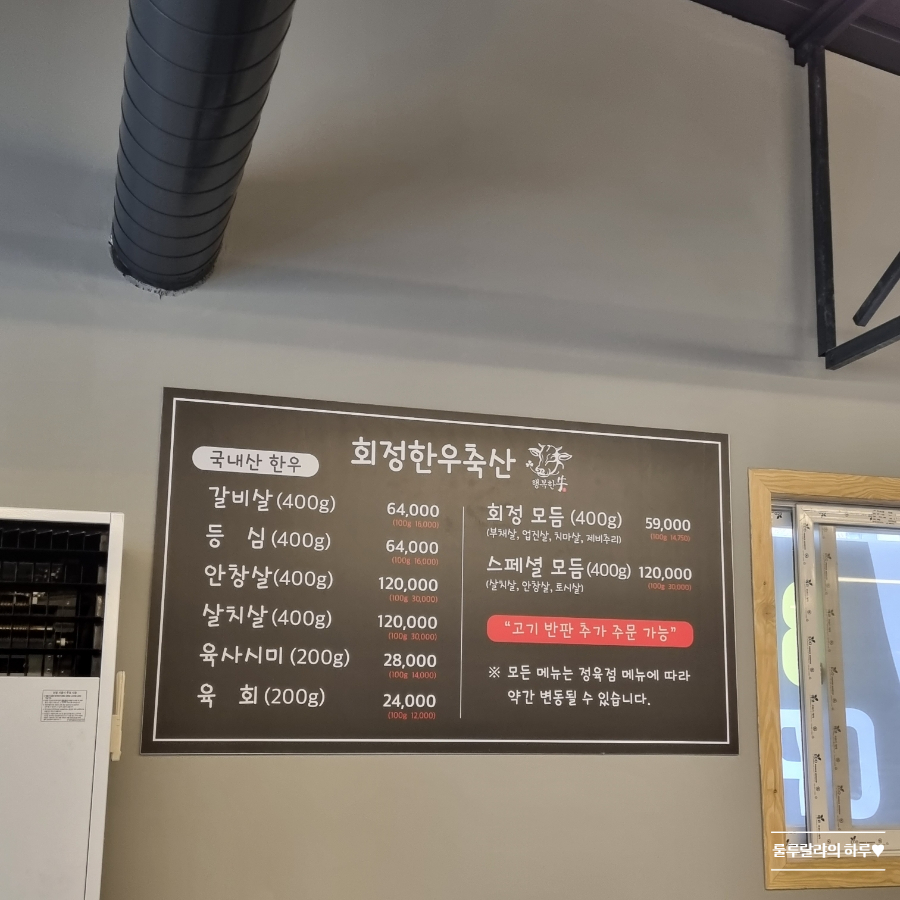 회정한우축산
행복한牛
국내산 한우
갈비살(400g) 64,000
(100g 16,000)
등 심(400g) 64,000
(100g 16,000)
안창살(400g) 120,000
(100g 30,000)
살치살(400g) 120,000
(100g 30,000)
육사시미(200g) 28,000
(100g 14,000)
육 회(200g) 24,000
(100g 12,000)
회정 모듬(400g) 59,000
(부채살, 업진살, 치마살, 제비추리) (100g 14,750)
스페셜 모듬(400g) 120,000
(살치살, 안창살, 토시살) (100g 30,000)
“고기 반판 추가 주문 가능”
※ 모든 메뉴는 정육점 메뉴에 따라
약간 변동될 수 있습니다.
룰루랄라의 하루♥